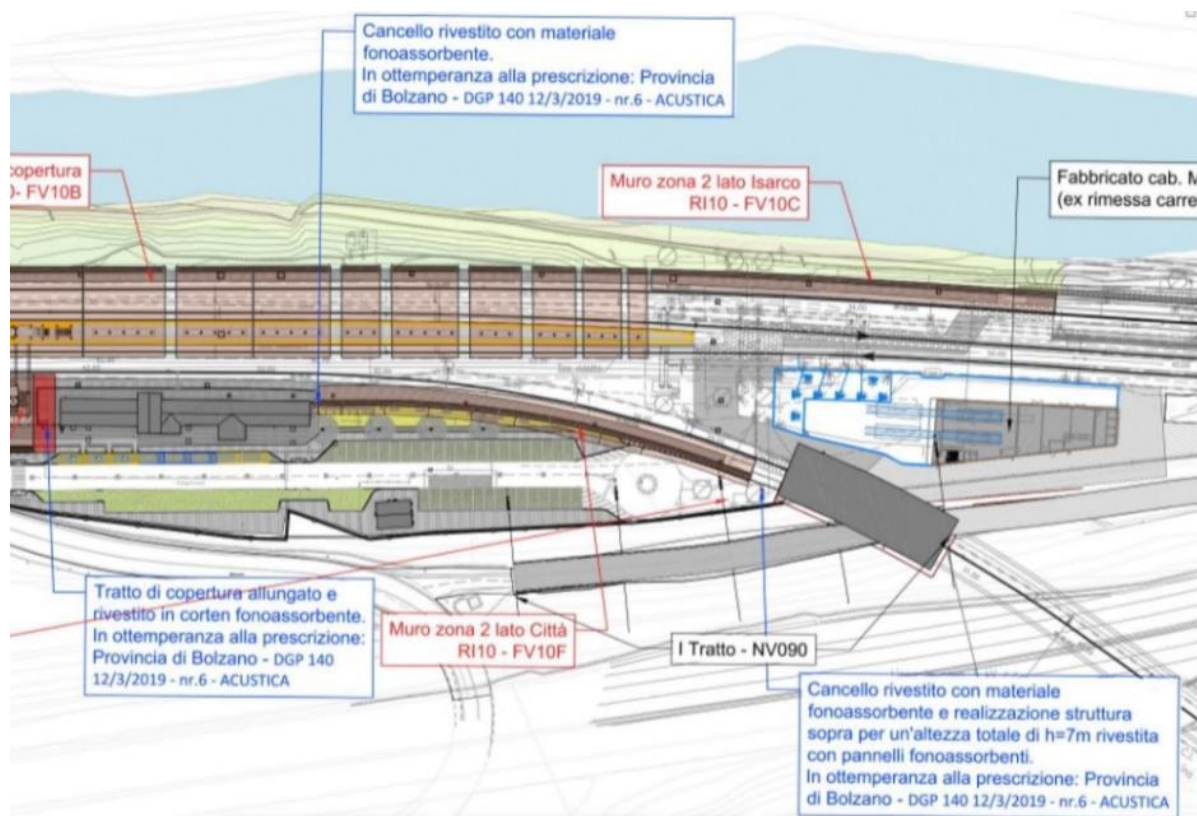 Cancello rivestito con materiale
fonoassorbente.
In ottemperanza alla prescrizione: Provincia
di Bolzano - DGP 140 12/3/2019 - nr.6 - ACUSTICA
copertura
- FV10B
Muro zona 2 lato Isarco
RI10 - FV10C
Fabbricato cab. M
(ex rimessa carre
Tratto di copertura allungato e
rivestito in corten fonoassorbente.
In ottemperanza alla prescrizione:
Provincia di Bolzano - DGP 140
12/3/2019 - nr.6 - ACUSTICA
Muro zona 2 lato Città
RI10 - FV10F
I Tratto - NV090
Cancello rivestito con materiale
fonoassorbente e realizzazione struttura
sopra per un'altezza totale di h=7m rivestita
con pannelli fonoassorbenti.
In ottemperanza alla prescrizione: Provincia
di Bolzano - DGP 140 12/3/2019 - nr.6 - ACUSTICA